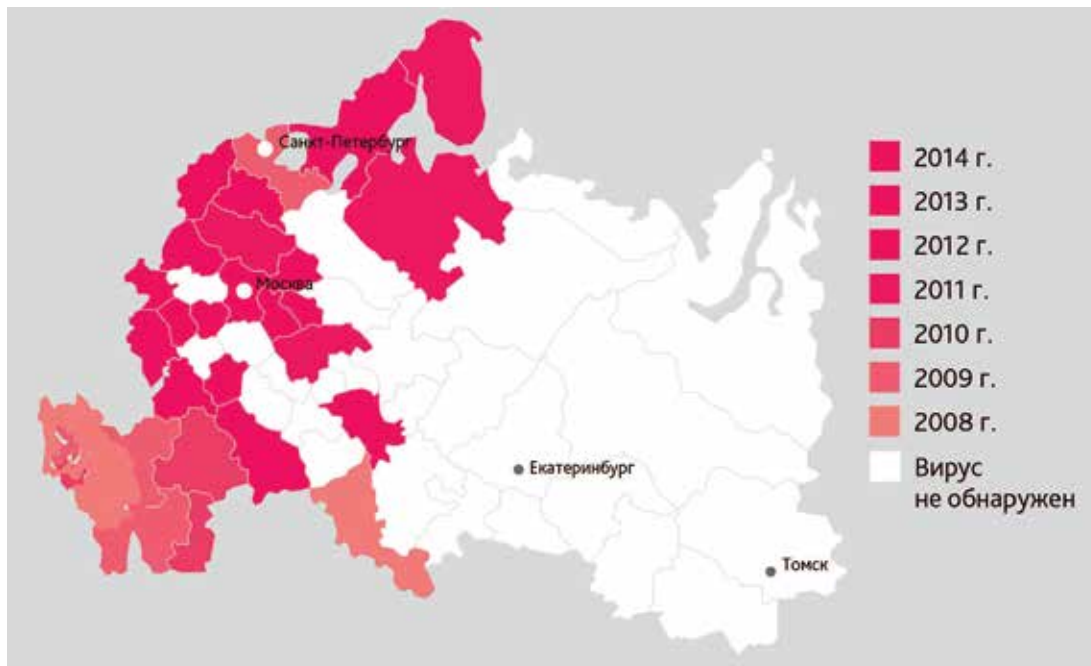 Санкт-Петербург
Москва
Екатеринбург
Томск
2014 г.
2013 г.
2012 г.
2011 г.
2010 г.
2009 г.
2008 г.
Вирус
не обнаружен